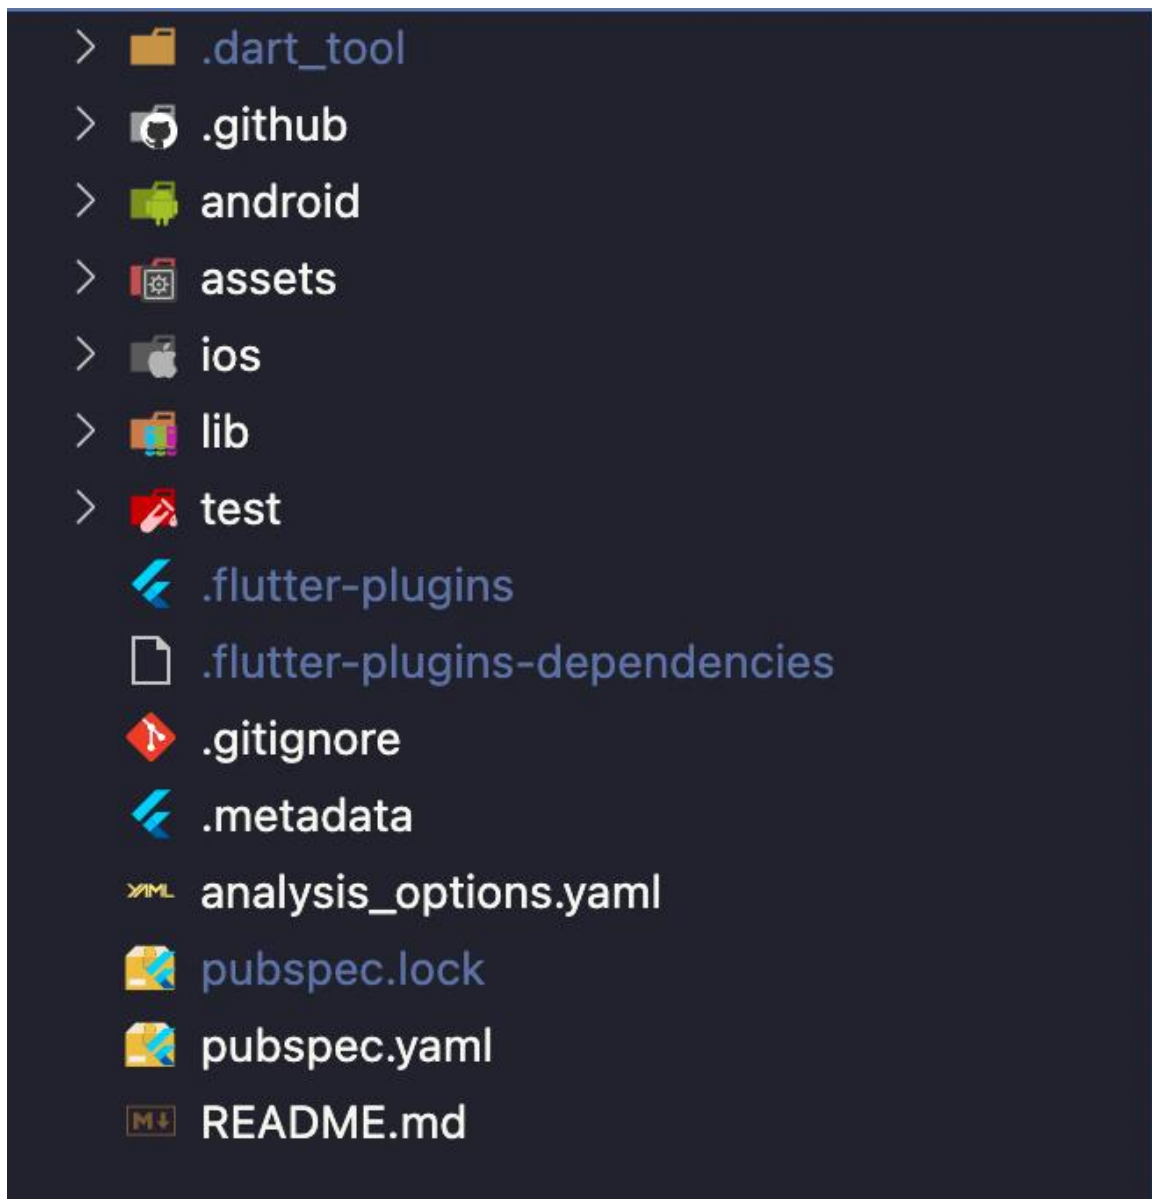 .dart_tool
.github
android
assets
ios
lib
test
.flutter-plugins
.flutter-plugins-dependencies
.gitignore
.metadata
YAML analysis_options.yaml
pubspec.lock
pubspec.yaml
M↓ README.md